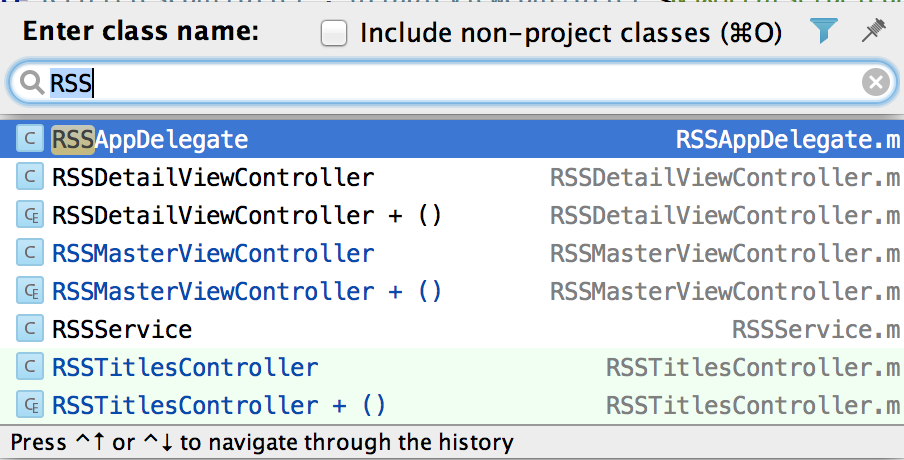 Enter class name: Include non-project classes (⌘O)
RSS
C RSSAppDelegate RSSAppDelegate.m
C RSSDetailViewController RSSDetailViewController.m
CE RSSDetailViewController + () RSSDetailViewController.m
C RSSMasterViewController RSSMasterViewController.m
CE RSSMasterViewController + () RSSMasterViewController.m
C RSSService RSSService.m
C RSSTitlesController RSSTitlesController.m
CE RSSTitlesController + () RSSTitlesController.m
Press ^↑ or ^↓ to navigate through the history